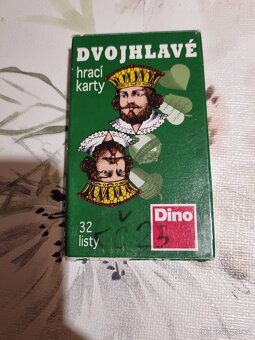 DVOJHLAVÉ
hrací
karty
32
listy
Dino